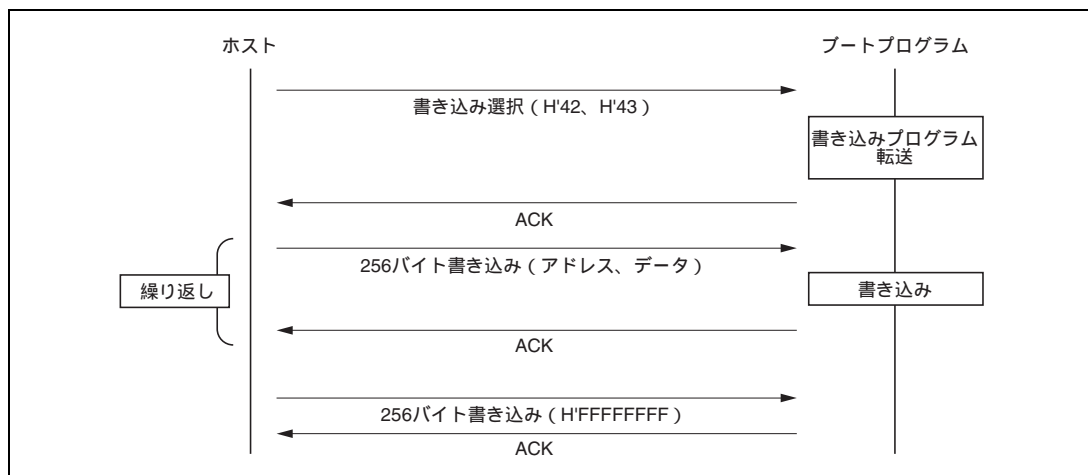 ホスト
ブートプログラム
書き込み選択（H'42、H'43）
書き込みプログラム
転送
ACK
256バイト書き込み（アドレス、データ）
繰り返し
書き込み
ACK
256バイト書き込み（H'FFFFFFFF）
ACK